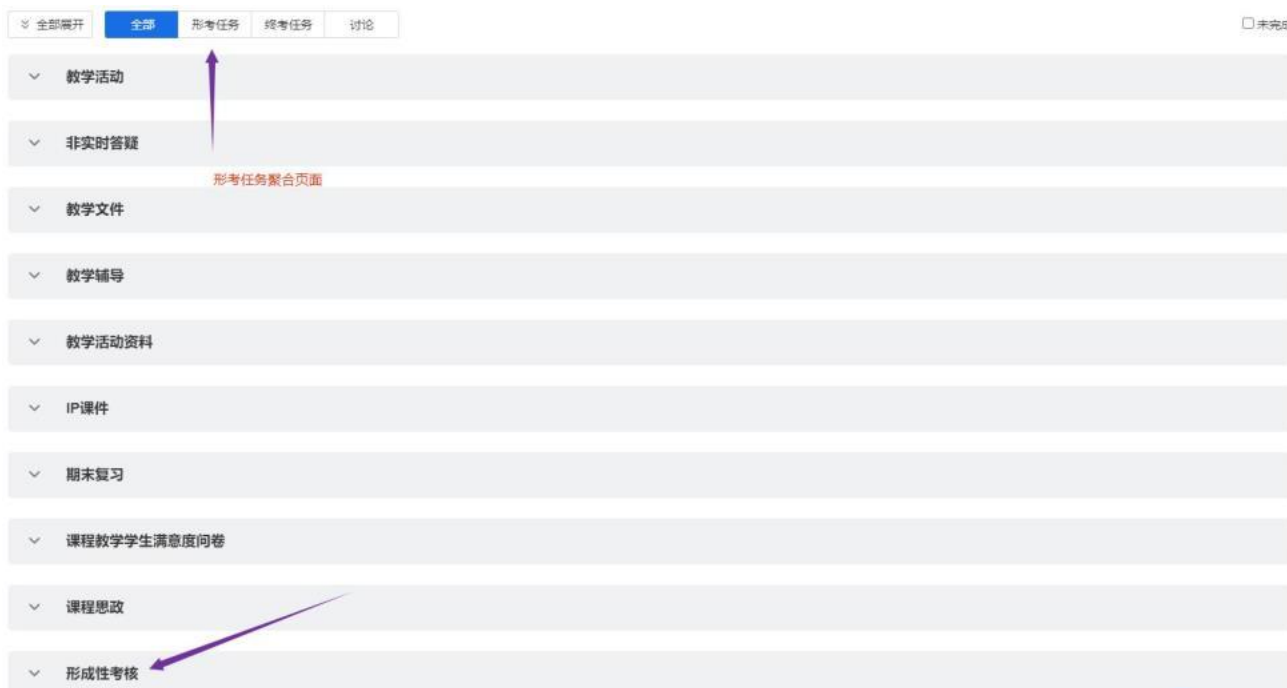 全部展开 全部 形考任务 终考任务 讨论 未完成
教学活动
非实时答疑
形考任务聚合页面
教学文件
教学辅导
教学活动资料
IP课件
期末复习
课程教学学生满意度问卷
课程思政
形成性考核